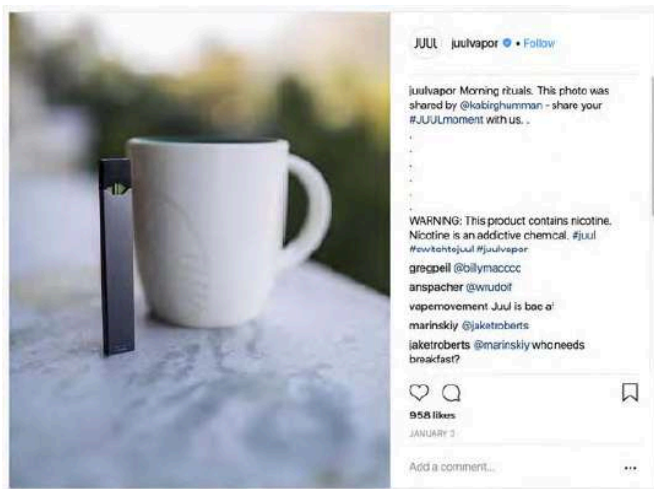 JUUL juulvapor • Follow
juulvapor Morning rituals. This photo was
shared by @kabirghumman - share your
#JUULmoment with us. .
.
.
.
.
.
.
WARNING: This product contains nicotine.
Nicotine is an addictive chemcal. #juul
#switchtojuul #juulvapor
gregpeil @billymacccc
anspacher @wrudolf
vapemovement Juul is bae
marinskiy @jaketroberts
jaketroberts @marinskiy who needs
breakfast?
958 likes
JANUARY 3
Add a comment...